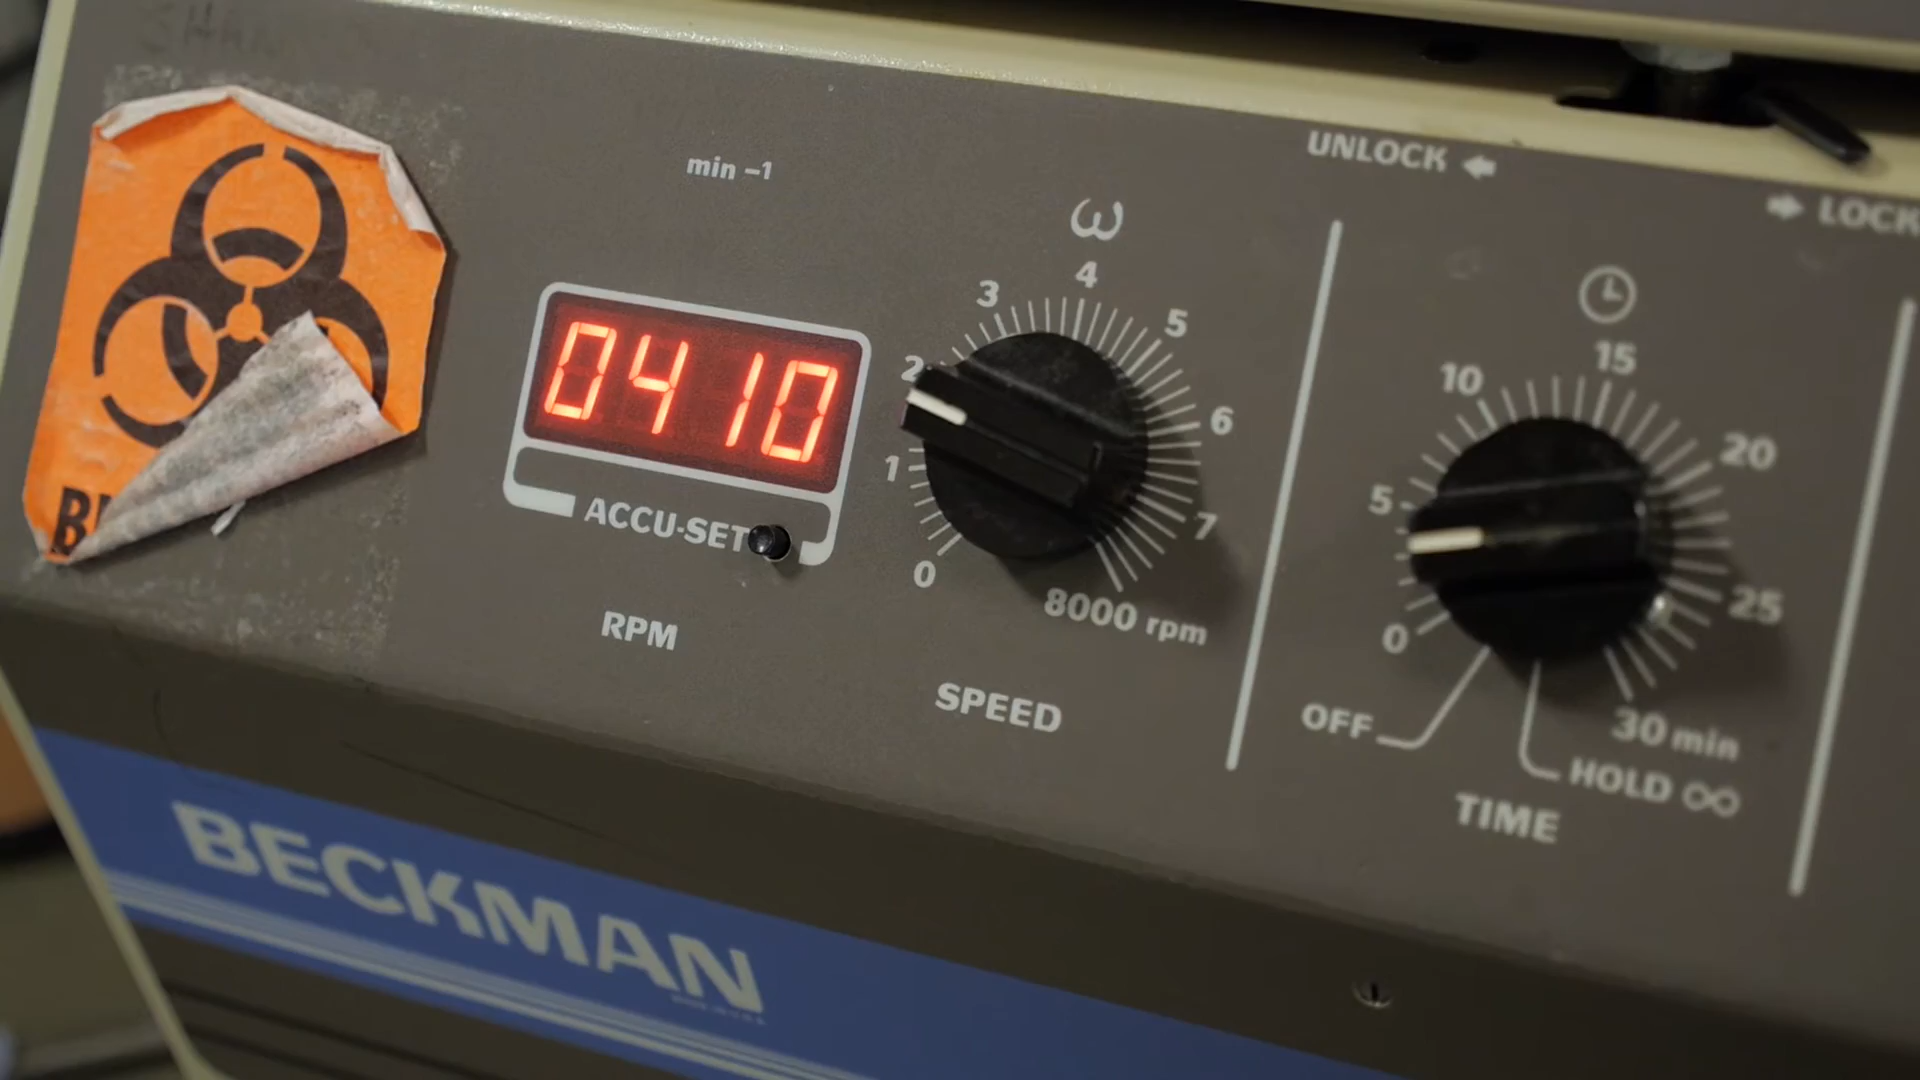 min –1
UNLOCK
LOCK
ω
0
1
2
3
4
5
6
7
8000 rpm
0410
ACCU-SET
RPM
SPEED
0
5
10
15
20
25
30 min
OFF
HOLD ∞
TIME
BECKMAN